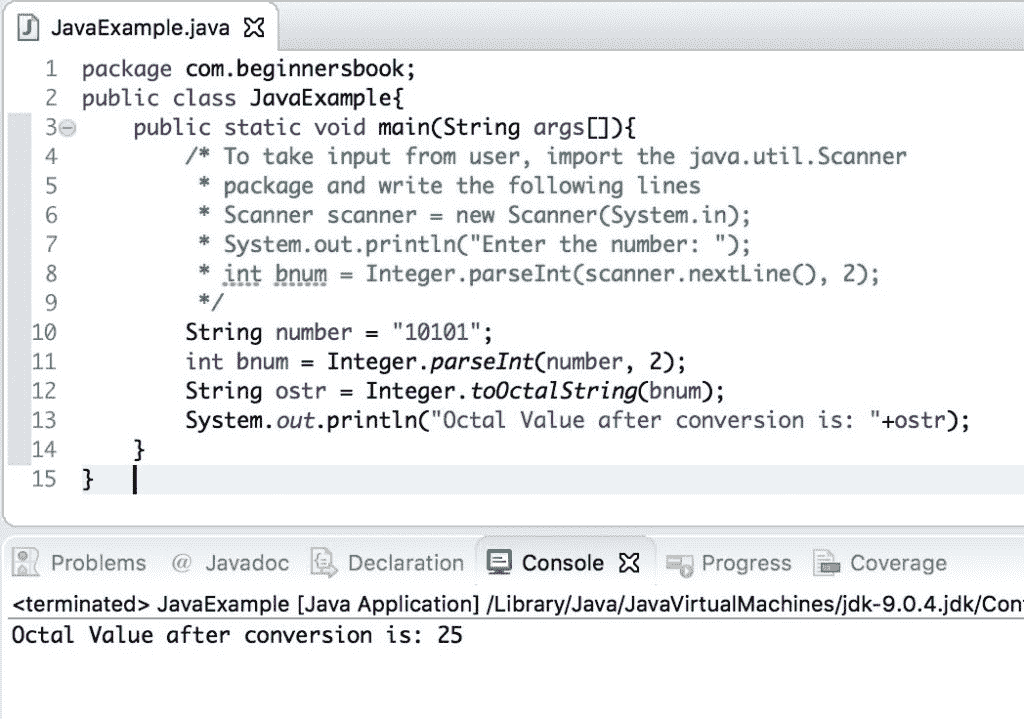 JavaExample.java
1 package com.beginnersbook;
2 public class JavaExample{
3 public static void main(String args[]){
4 /* To take input from user, import the java.util.Scanner
5 * package and write the following lines
6 * Scanner scanner = new Scanner(System.in);
7 * System.out.println("Enter the number: ");
8 * int bnum = Integer.parseInt(scanner.nextLine(), 2);
9 */
10 String number = "10101";
11 int bnum = Integer.parseInt(number, 2);
12 String ostr = Integer.toOctalString(bnum);
13 System.out.println("Octal Value after conversion is: "+ostr);
14 }
15 }
Problems @ Javadoc Declaration Console Progress Coverage
<terminated> JavaExample [Java Application] /Library/Java/JavaVirtualMachines/jdk-9.0.4.jdk/Con
Octal Value after conversion is: 25